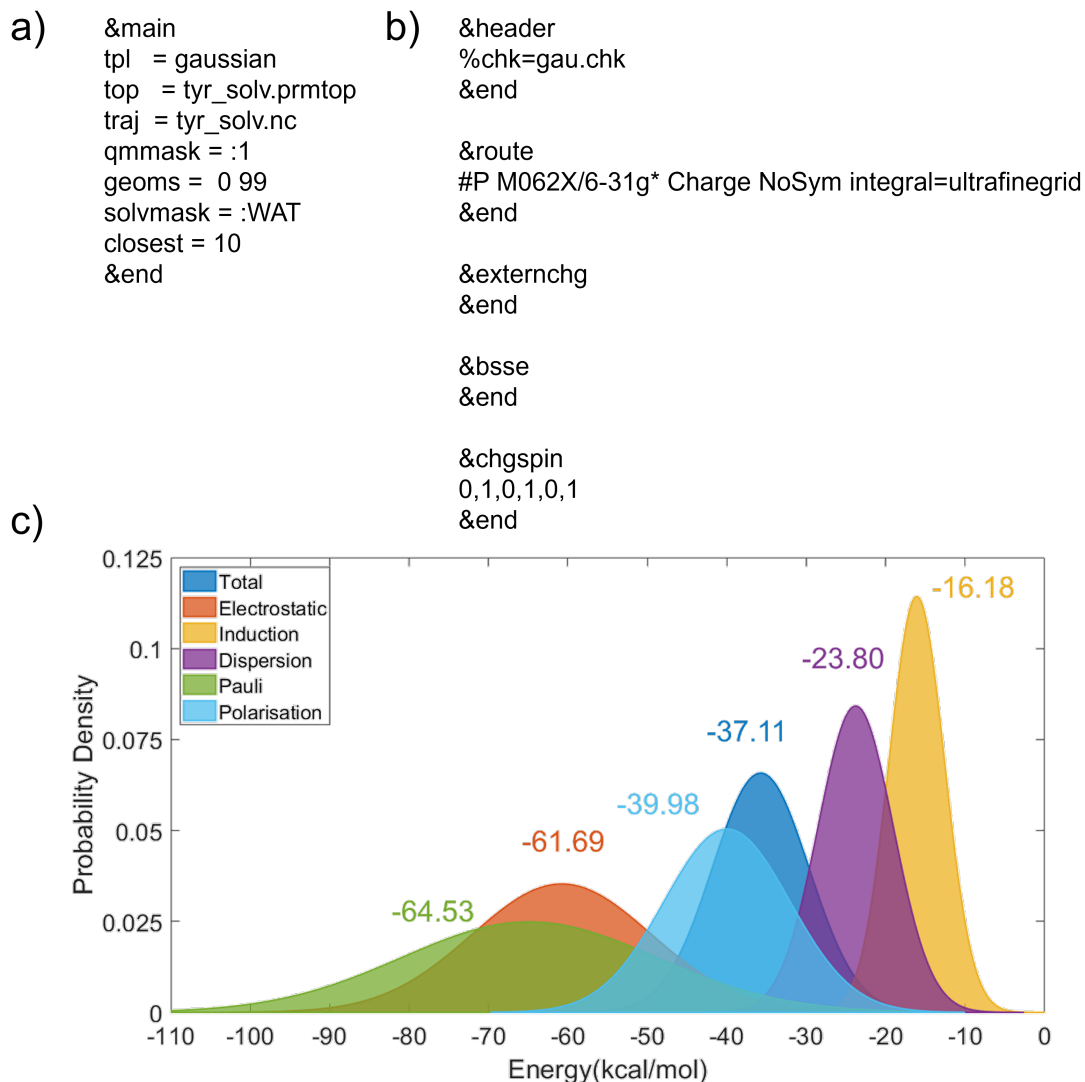 a)
&main
tpl = gaussian
top = tyr_solv.prmtop
traj = tyr_solv.nc
qmmask = :1
geoms = 0 99
solvmask = :WAT
closest = 10
&end
b)
&header
%chk=gau.chk
&end
&route
#P M062X/6-31g* Charge NoSym integral=ultrafinegrid
&end
&externchg
&end
&bsse
&end
&chgspin
0,1,0,1,0,1
&end
c)
Probability Density
0.125
0.1
0.075
0.05
0.025
0
Total
Electrostatic
Induction
Dispersion
Pauli
Polarisation
-16.18
-23.80
-37.11
-39.98
-61.69
-64.53
-110 -100 -90 -80 -70 -60 -50 -40 -30 -20 -10 0
Energy(kcal/mol)